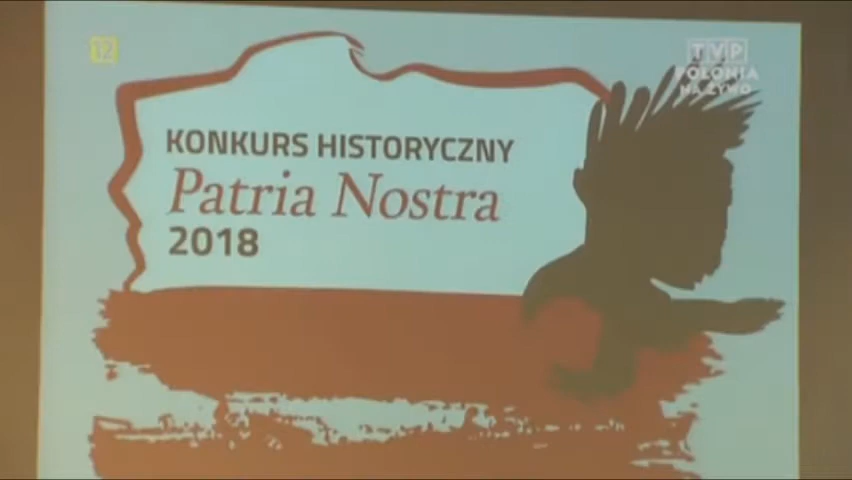 12
TVP
POLONIA
NA ŻYWO
KONKURS HISTORYCZNY
Patria Nostra
2018